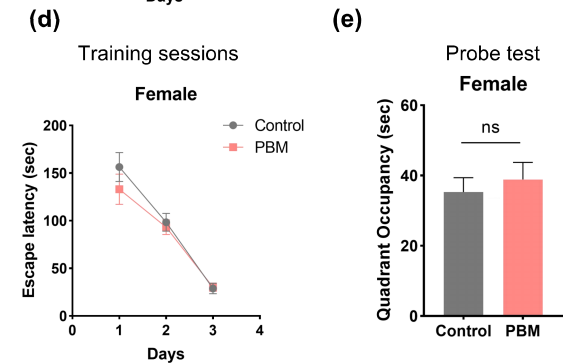 Days
(d)
Training sessions
Female
Control
PBM
Escape latency (sec)
200
150
100
50
0
0 1 2 3 4
Days
(e)
Probe test
Female
ns
Quadrant Occupancy (sec)
60
40
20
0
Control PBM